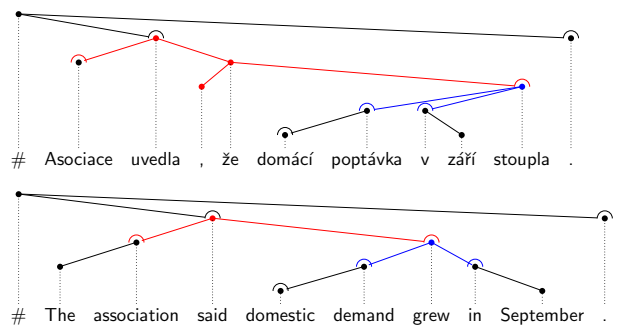 # Asociace uvedla , že domácí poptávka v září stoupla .
# The association said domestic demand grew in September .